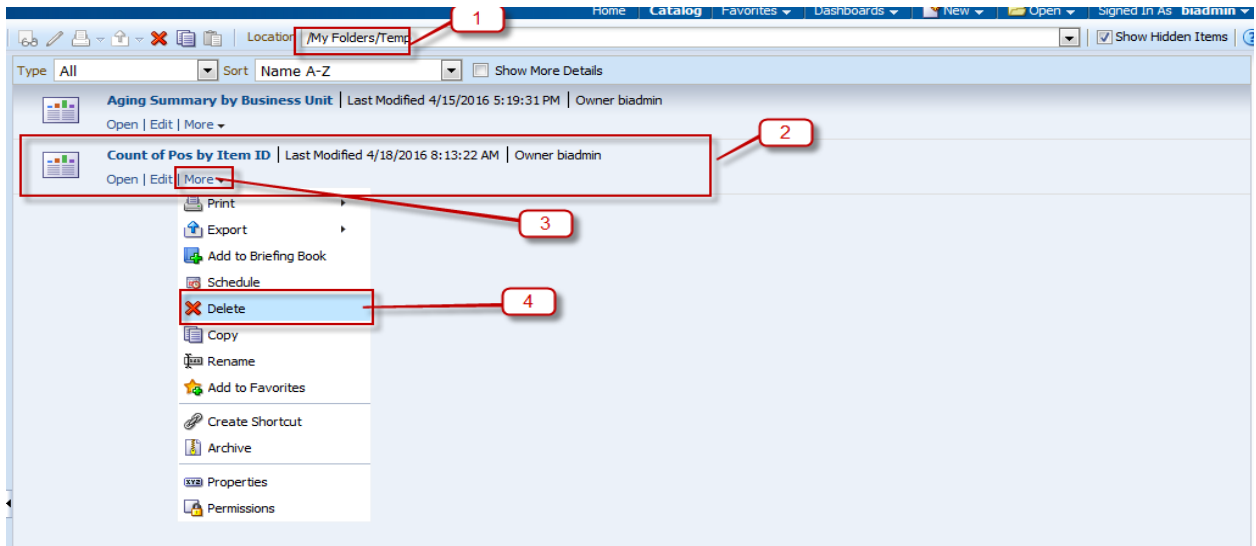 1
Home Catalog Favorites Dashboards New Open Signed In As biadmin
Location /My Folders/Temp Show Hidden Items
Type All Sort Name A-Z Show More Details
Aging Summary by Business Unit | Last Modified 4/15/2016 5:19:31 PM | Owner biadmin
Open | Edit | More
2
Count of Pos by Item ID | Last Modified 4/18/2016 8:13:22 AM | Owner biadmin
Open | Edit | More
Print
3
Export
Add to Briefing Book
Schedule
4
Delete
Copy
Rename
Add to Favorites
Create Shortcut
Archive
Properties
Permissions